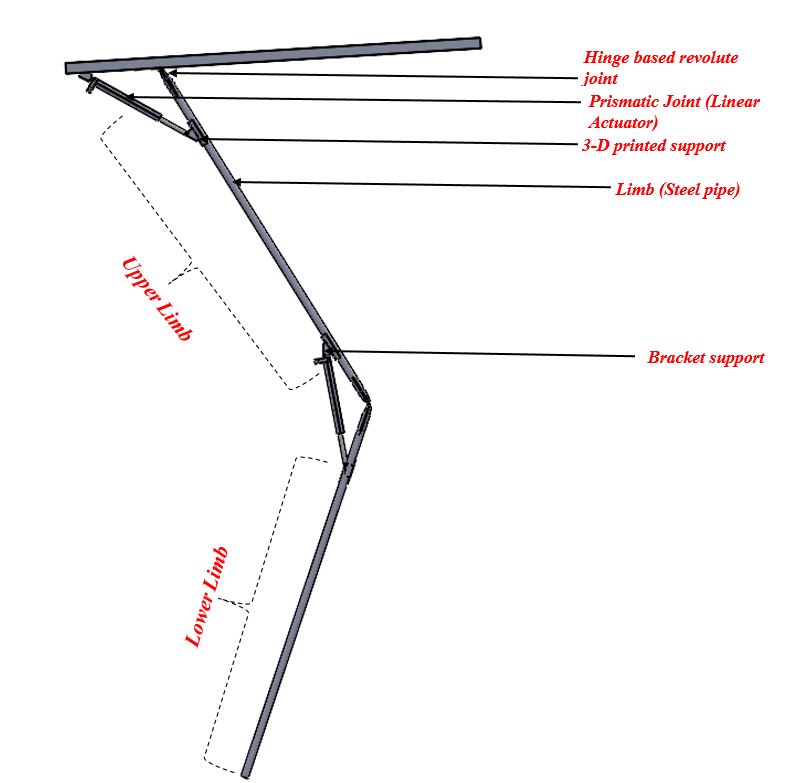 Hinge based revolute
joint
Prismatic Joint (Linear
Actuator)
3-D printed support
Limb (Steel pipe)
Upper Limb
Bracket support
Lower Limb